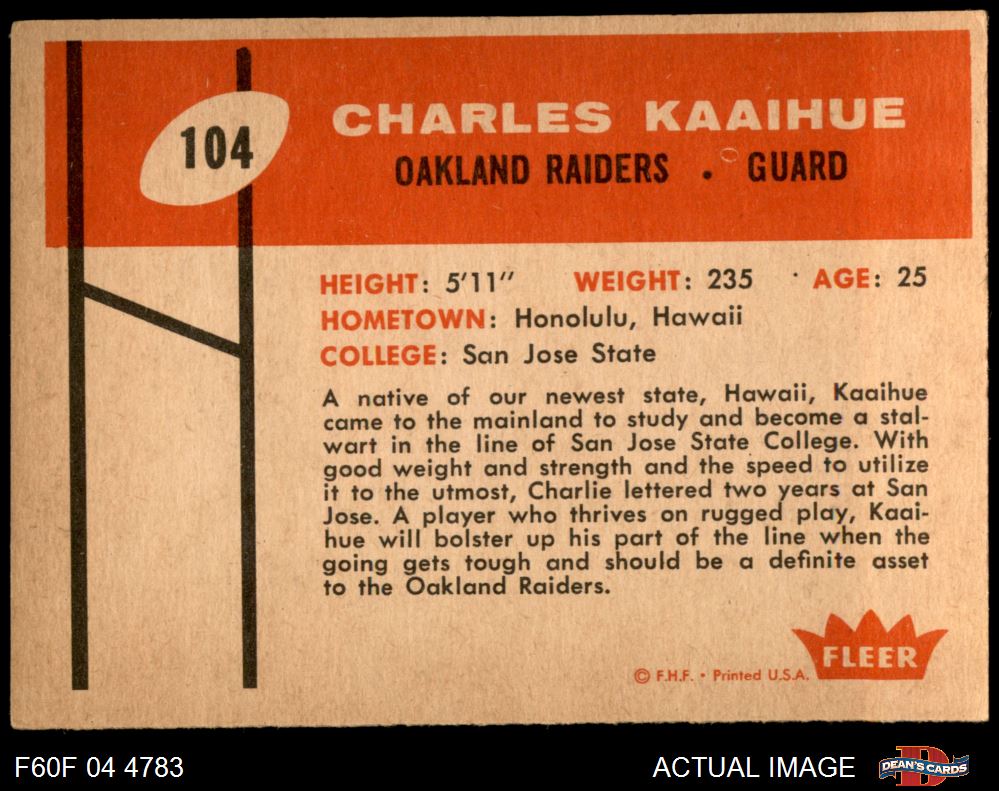 104
CHARLES KAAIHUE
OAKLAND RAIDERS . GUARD
HEIGHT: 5'11" WEIGHT: 235 AGE: 25
HOMETOWN: Honolulu, Hawaii
COLLEGE: San Jose State
A native of our newest state, Hawaii, Kaaihue
came to the mainland to study and become a stal-
wart in the line of San Jose State College. With
good weight and strength and the speed to utilize
it to the utmost, Charlie lettered two years at San
Jose. A player who thrives on rugged play, Kaai-
hue will bolster up his part of the line when the
going gets tough and should be a definite asset
to the Oakland Raiders.
FLEER
© F.H.F. • Printed U.S.A.
F60F 04 4783
ACTUAL IMAGE
D
DEAN'S CARDS